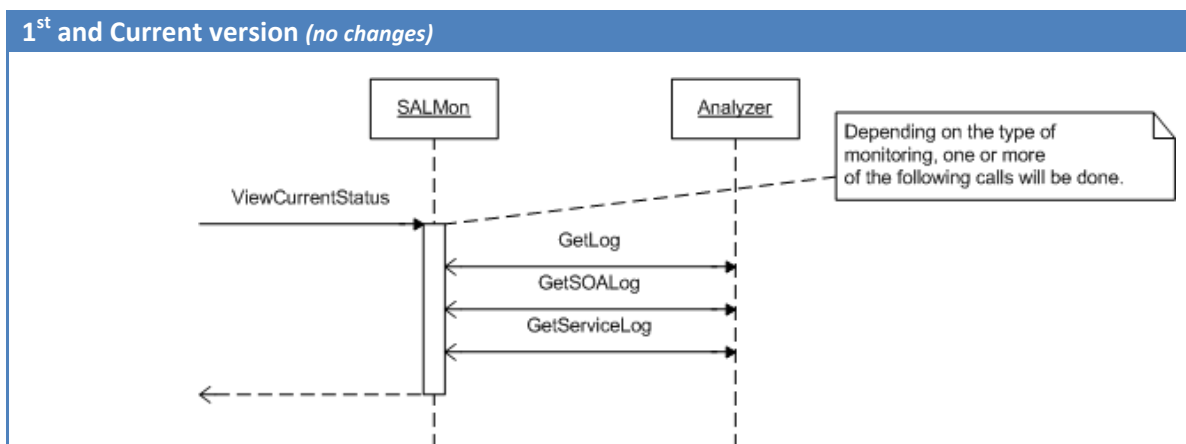 1st and Current version (no changes)
SALMon
Analyzer
Depending on the type of
monitoring, one or more
of the following calls will be done.
ViewCurrentStatus
GetLog
GetSOALog
GetServiceLog